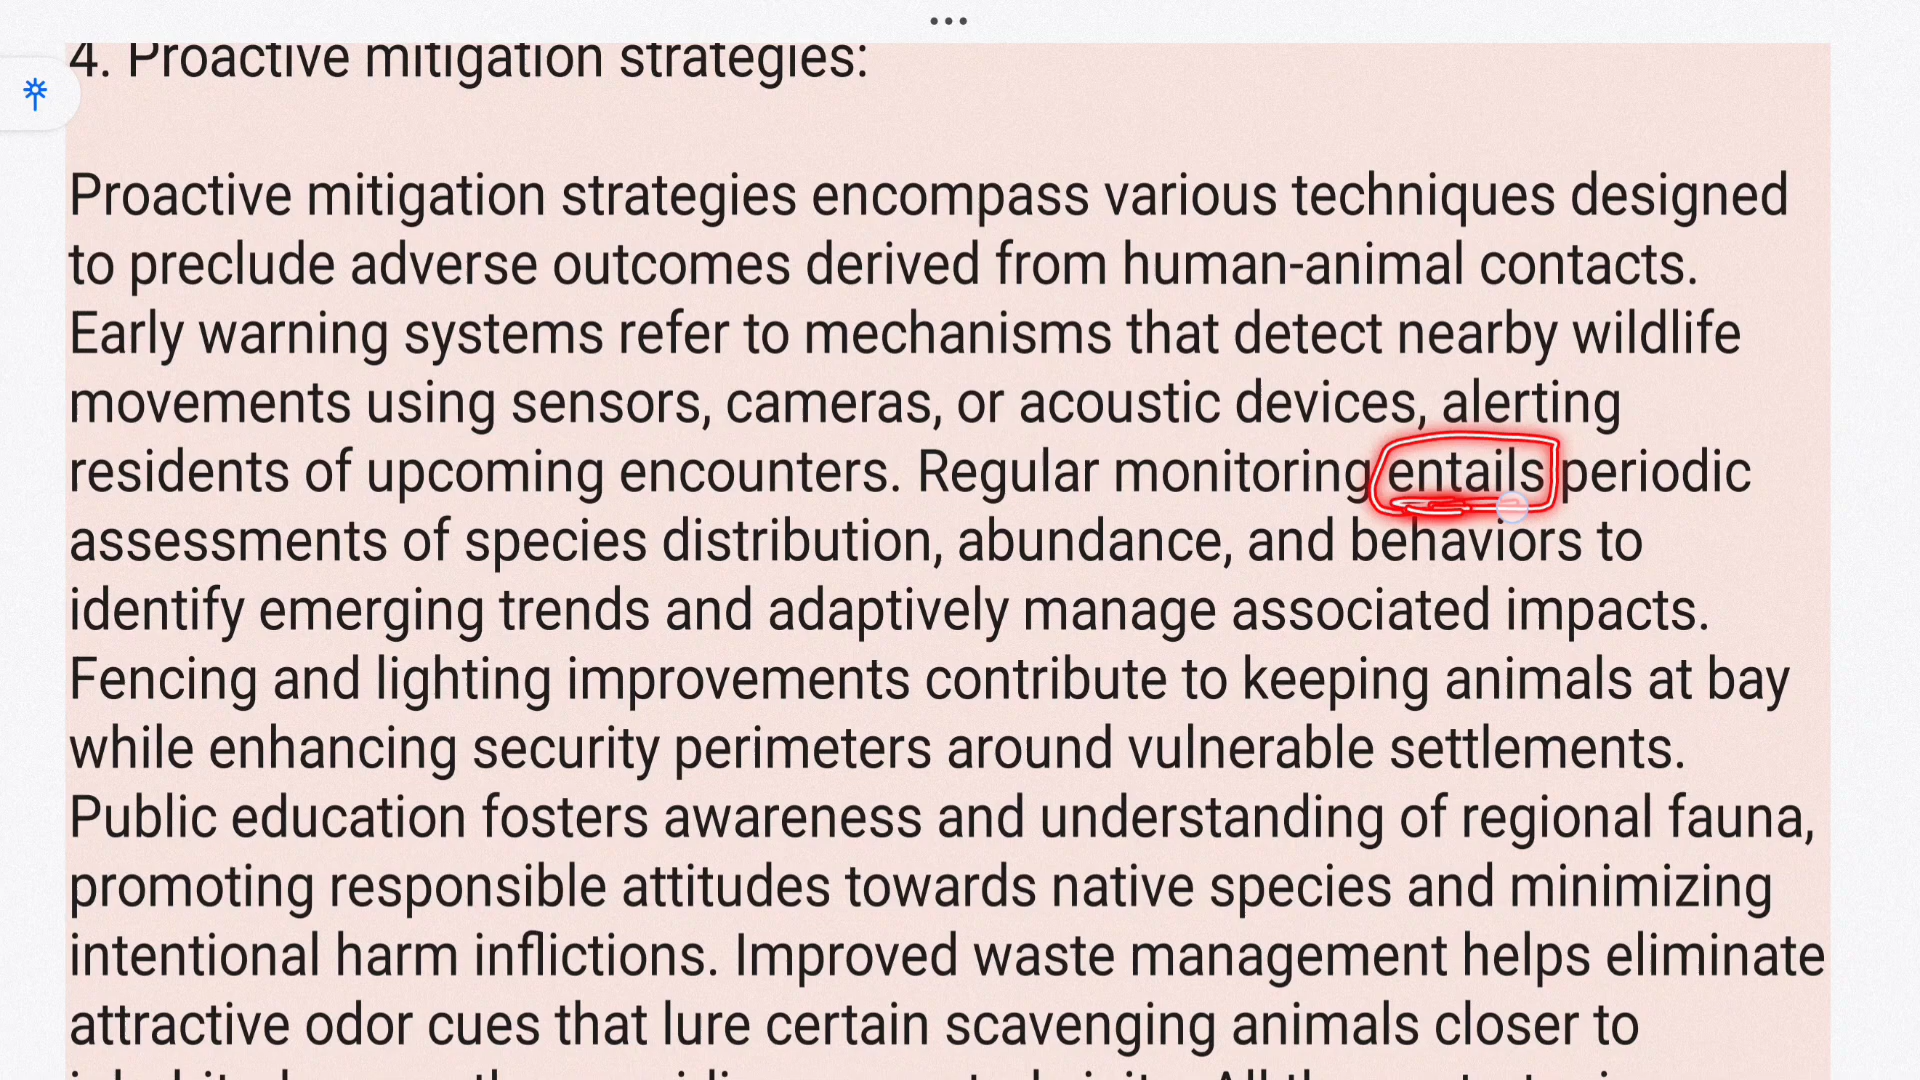 4. Proactive mitigation strategies:
Proactive mitigation strategies encompass various techniques designed
to preclude adverse outcomes derived from human-animal contacts.
Early warning systems refer to mechanisms that detect nearby wildlife
movements using sensors, cameras, or acoustic devices, alerting
residents of upcoming encounters. Regular monitoring entails periodic
assessments of species distribution, abundance, and behaviors to
identify emerging trends and adaptively manage associated impacts.
Fencing and lighting improvements contribute to keeping animals at bay
while enhancing security perimeters around vulnerable settlements.
Public education fosters awareness and understanding of regional fauna,
promoting responsible attitudes towards native species and minimizing
intentional harm inflictions. Improved waste management helps eliminate
attractive odor cues that lure certain scavenging animals closer to